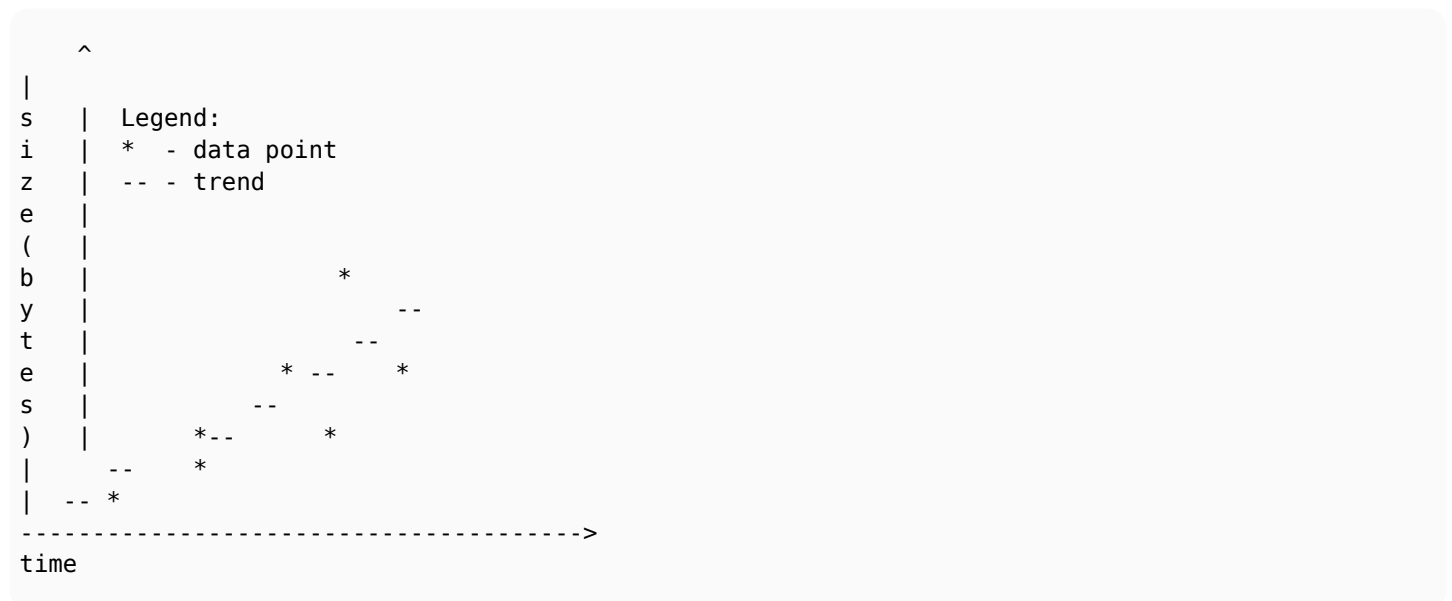 ^
|
s   |  Legend:
i   |  *  - data point
z   |  -- - trend
e   |
(   |
b   |                 *
y   |                     --
t   |                  --
e   |             * --    *
s   |           --
)   |       *--      *
|     --    *
|  -- *
--------------------------------------->
time